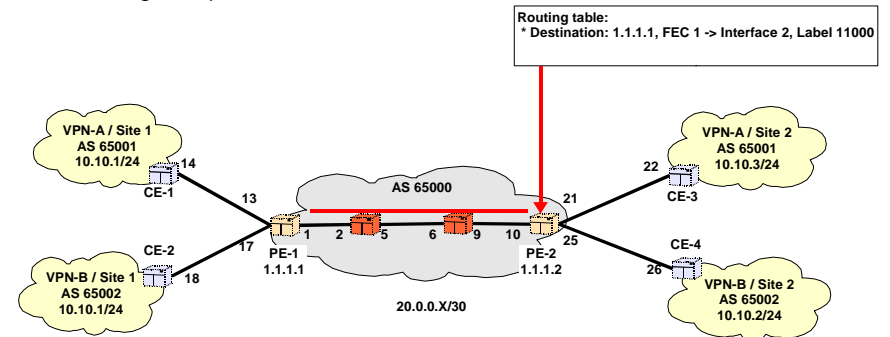 Routing table:
* Destination: 1.1.1.1, FEC 1 -> Interface 2, Label 11000
VPN-A / Site 1
AS 65001
10.10.1/24
14
CE-1
13
VPN-A / Site 2
AS 65001
10.10.3/24
22
CE-3
21
AS 65000
1
2
5
6
9
10
25
PE-1
1.1.1.1
PE-2
1.1.1.2
CE-2
17
18
VPN-B / Site 1
AS 65002
10.10.1/24
CE-4
26
VPN-B / Site 2
AS 65002
10.10.2/24
20.0.0.X/30